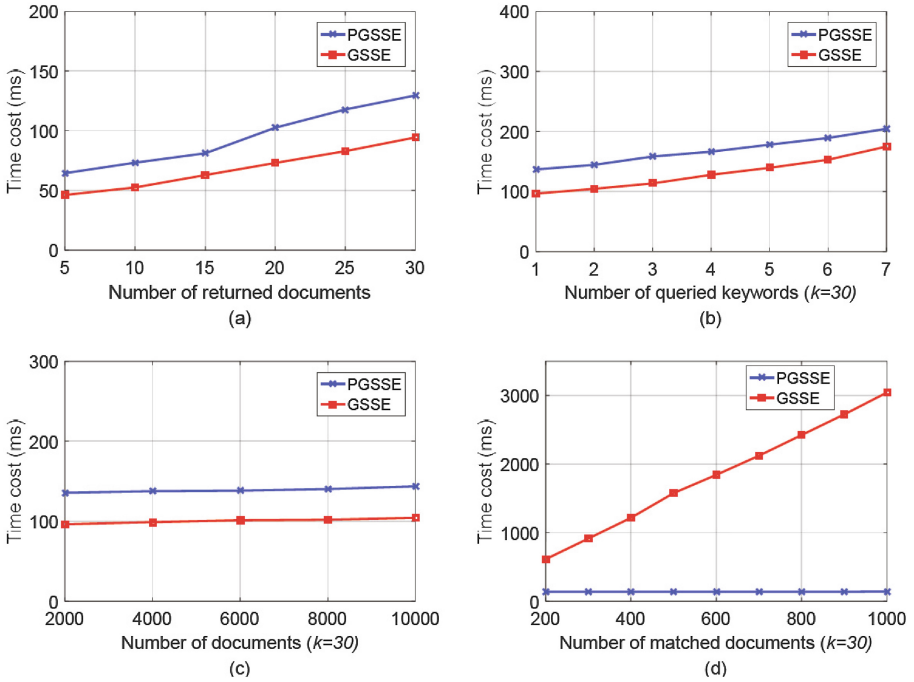 200
150
100
50
0
Time cost (ms)
PGSSE
GSSE
5 10 15 20 25 30
Number of returned documents
(a)
400
300
200
100
0
Time cost (ms)
PGSSE
GSSE
1 2 3 4 5 6 7
Number of queried keywords (k=30)
(b)
300
200
100
0
Time cost (ms)
PGSSE
GSSE
2000 4000 6000 8000 10000
Number of documents (k=30)
(c)
3000
2000
1000
0
Time cost (ms)
PGSSE
GSSE
200 400 600 800 1000
Number of matched documents (k=30)
(d)